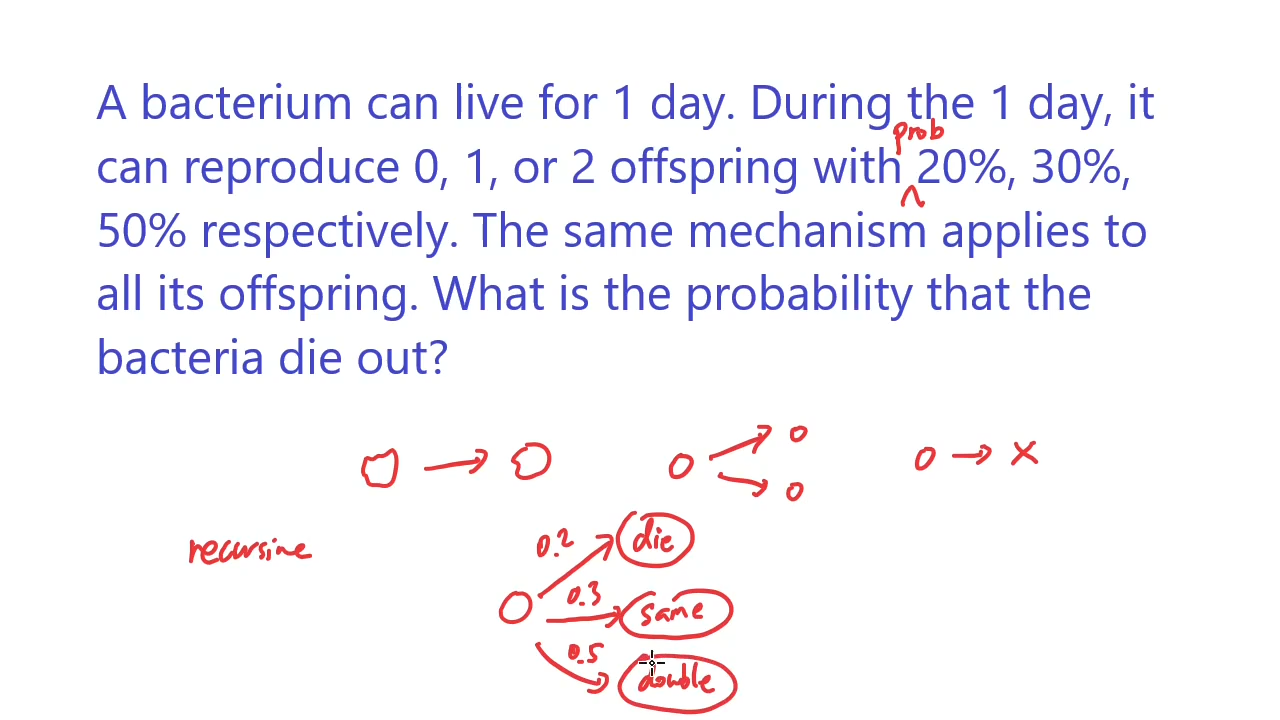 A bacterium can live for 1 day. During the 1 day, it
prob
can reproduce 0, 1, or 2 offspring with 20%, 30%,
50% respectively. The same mechanism applies to
all its offspring. What is the probability that the
bacteria die out?
0.2 die
recursive
0.3 same
0.5 double